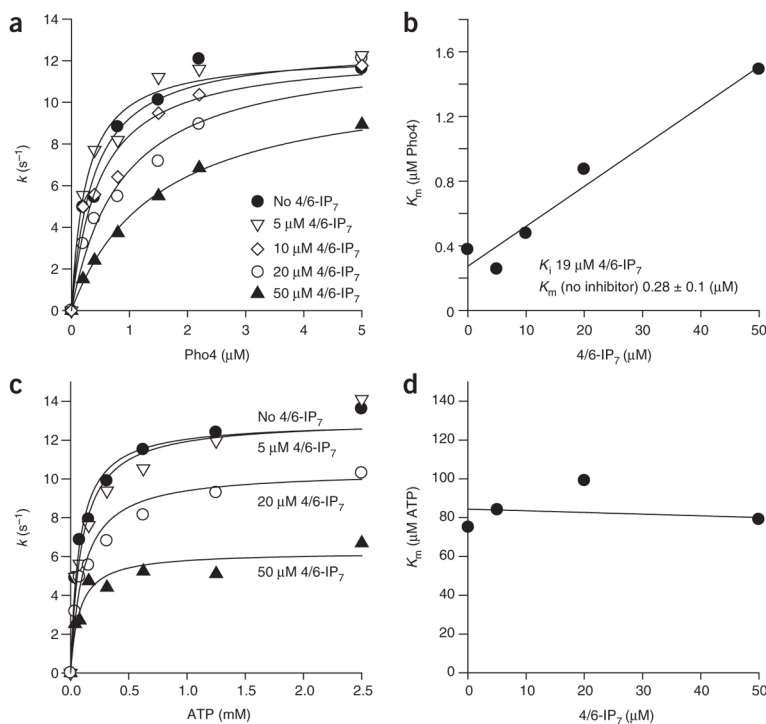 a
14
12
10
8
6
4
2
0
k (s⁻¹)
0
1
2
3
4
5
Pho4 (μM)
No 4/6-IP₇
5 μM 4/6-IP₇
10 μM 4/6-IP₇
20 μM 4/6-IP₇
50 μM 4/6-IP₇
b
1.6
1.2
0.8
0.4
0
Kₘ (μM Pho4)
0
10
20
30
40
50
4/6-IP₇ (μM)
Kᵢ 19 μM 4/6-IP₇
Kₘ (no inhibitor) 0.28 ± 0.1 (μM)
c
14
12
10
8
6
4
2
0
k (s⁻¹)
0.0
0.5
1.0
1.5
2.0
2.5
ATP (mM)
No 4/6-IP₇
5 μM 4/6-IP₇
20 μM 4/6-IP₇
50 μM 4/6-IP₇
d
140
120
100
80
60
40
20
0
Kₘ (μM ATP)
0
10
20
30
40
50
4/6-IP₇ (μM)